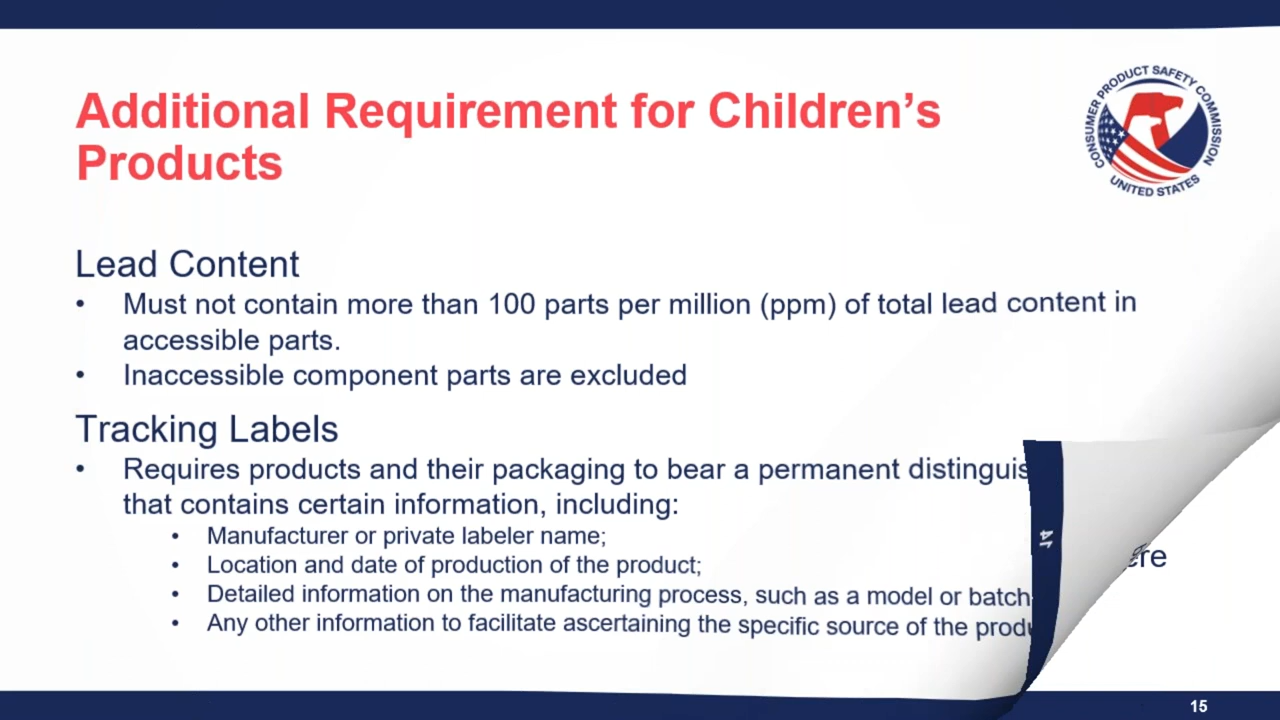 Additional Requirement for Children’s
Products
CONSUMER PRODUCT SAFETY COMMISSION
UNITED STATES
Lead Content
• Must not contain more than 100 parts per million (ppm) of total lead content in
accessible parts.
• Inaccessible component parts are excluded
Tracking Labels
• Requires products and their packaging to bear a permanent
that contains certain information, including:
• Manufacturer or private labeler name;
• Location and date of production of the product;
• Detailed information on the manufacturing process, such as a model or batch
• Any other information to facilitate ascertaining the specific source of the
14
15